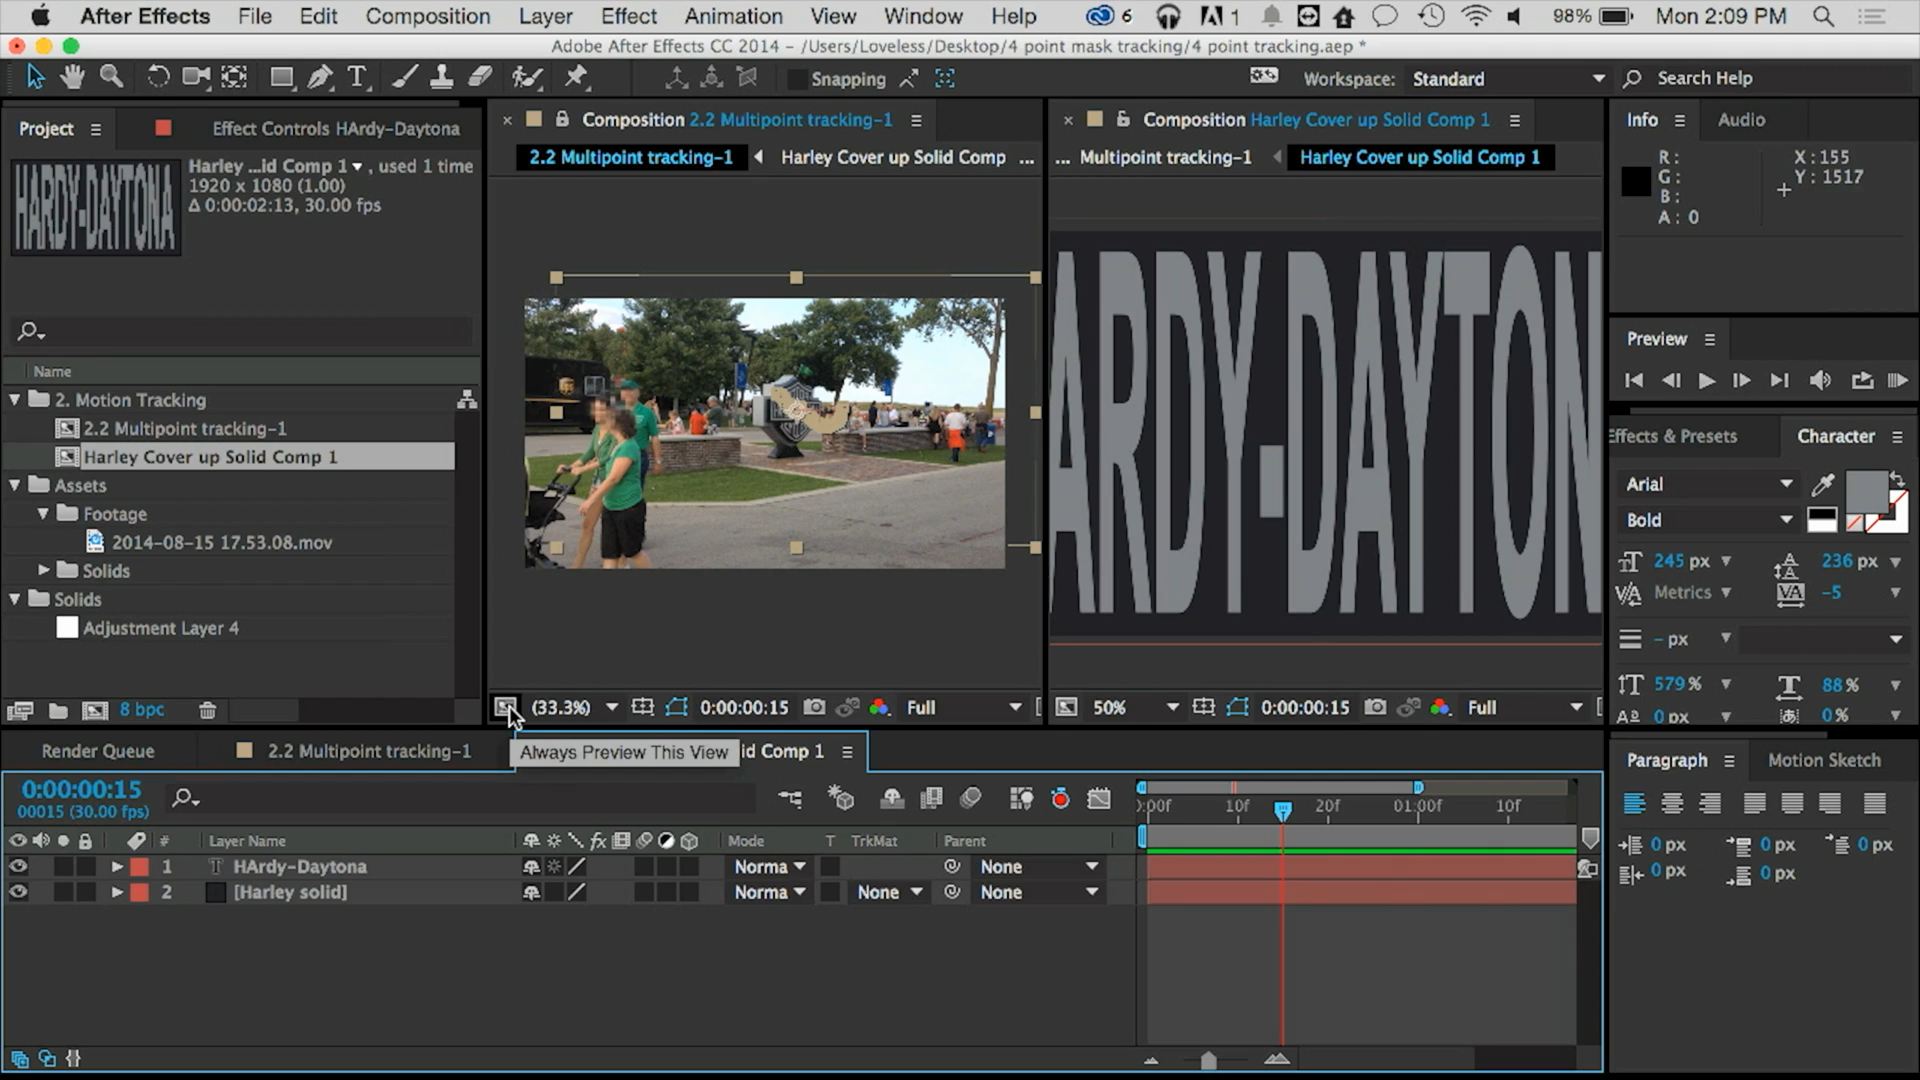 After Effects File Edit Composition Layer Effect Animation View Window Help 6 1 98% Mon 2:09 PM
Adobe After Effects CC 2014 - /Users/Loveless/Desktop/4 point mask tracking/4 point tracking.aep *
Snapping Workspace: Standard Search Help
Project Effect Controls HArdy-Daytona
Harley ...id Comp 1 , used 1 time
1920 x 1080 (1.00)
Δ 0:00:02:13, 30.00 fps
HARDY-DAYTONA
Name
2. Motion Tracking
2.2 Multipoint tracking-1
Harley Cover up Solid Comp 1
Assets
Footage
2014-08-15 17.53.08.mov
Solids
Solids
Adjustment Layer 4
8 bpc
Composition 2.2 Multipoint tracking-1
2.2 Multipoint tracking-1 Harley Cover up Solid Comp ...
ups
(33.3%) 0:00:00:15 Full
Composition Harley Cover up Solid Comp 1
... Multipoint tracking-1 Harley Cover up Solid Comp 1
ARDY-DAYTON
50% 0:00:00:15 Full
Info Audio
R: X: 155
G: Y: 1517
B:
A: 0
Preview
Effects & Presets Character
Arial
Bold
245 px 236 px
Metrics -5
- px
579% 88%
0 px 0%
Render Queue 2.2 Multipoint tracking-1 id Comp 1
Always Preview This View
0:00:00:15
00015 (30.00 fps)
):00f 10f 20f 01:00f 10f
# Layer Name fx Mode T TrkMat Parent
1 T HArdy-Daytona Norma None
2 [Harley solid] Norma None None
Paragraph Motion Sketch
0 px 0 px 0 px
0 px 0 px